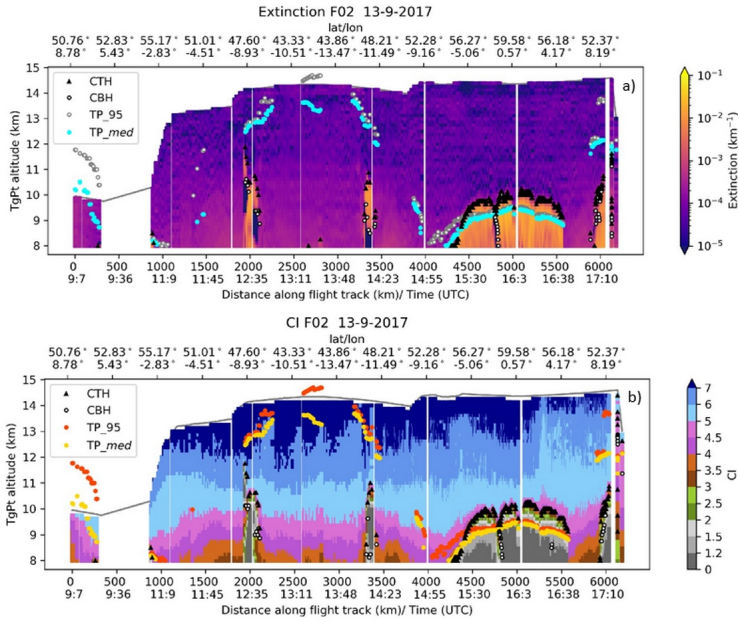 Extinction F02 13-9-2017
lat/lon
50.76° 52.83° 55.17° 51.01° 47.60° 43.33° 43.86° 48.21° 52.28° 56.27° 59.58° 56.18° 52.37°
8.78° 5.43° -2.83° -4.51° -8.93° -10.51° -13.47° -11.49° -9.16° -5.06° 0.57° 4.17° 8.19°
15
14
13
12
11
10
9
8
TgPt altitude (km)
CTH
CBH
TP_95
TP_med
a)
10⁻¹
10⁻²
10⁻³
10⁻⁴
10⁻⁵
Extinction (km⁻¹)
0 500 1000 1500 2000 2500 3000 3500 4000 4500 5000 5500 6000
9:7 9:36 11:9 11:45 12:35 13:11 13:48 14:23 14:55 15:30 16:3 16:38 17:10
Distance along flight track (km)/ Time (UTC)
CI F02 13-9-2017
lat/lon
50.76° 52.83° 55.17° 51.01° 47.60° 43.33° 43.86° 48.21° 52.28° 56.27° 59.58° 56.18° 52.37°
8.78° 5.43° -2.83° -4.51° -8.93° -10.51° -13.47° -11.49° -9.16° -5.06° 0.57° 4.17° 8.19°
15
14
13
12
11
10
9
8
TgPt altitude (km)
CTH
CBH
TP_95
TP_med
b)
7
6
5
4.5
4
3.5
3
2.5
2
1.5
1.2
0
CI
0 500 1000 1500 2000 2500 3000 3500 4000 4500 5000 5500 6000
9:7 9:36 11:9 11:45 12:35 13:11 13:48 14:23 14:55 15:30 16:3 16:38 17:10
Distance along flight track (km)/ Time (UTC)